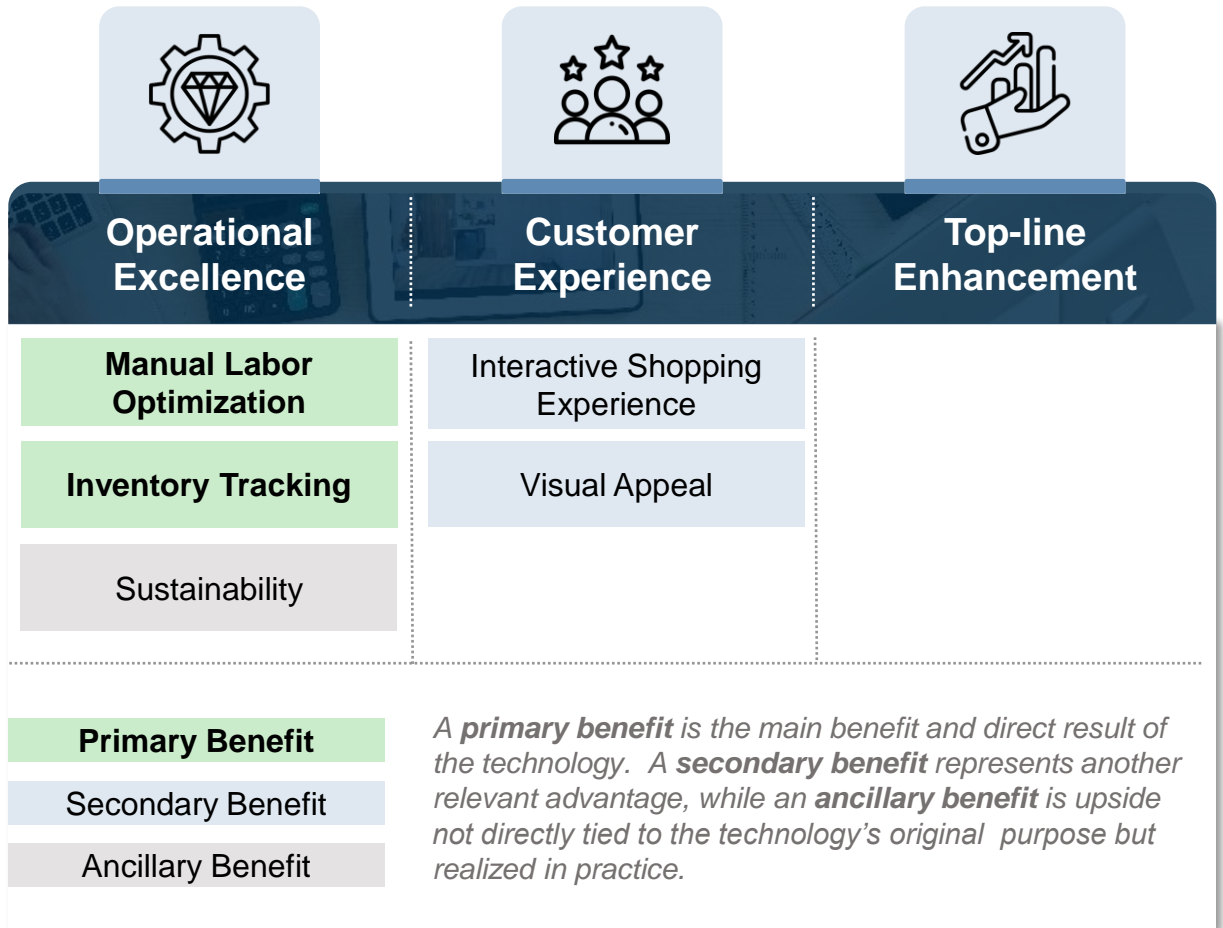 Operational
Excellence
Customer
Experience
Top-line
Enhancement
Manual Labor
Optimization
Inventory Tracking
Sustainability
Interactive Shopping
Experience
Visual Appeal
Primary Benefit
Secondary Benefit
Ancillary Benefit
A primary benefit is the main benefit and direct result of
the technology.  A secondary benefit represents another
relevant advantage, while an ancillary benefit is upside
not directly tied to the technology's original  purpose but
realized in practice.